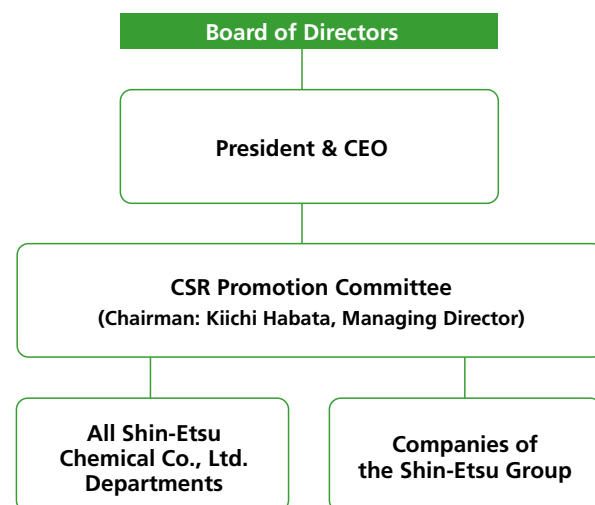 Board of Directors
President & CEO
CSR Promotion Committee
(Chairman: Kiichi Habata, Managing Director)
All Shin-Etsu
Chemical Co., Ltd.
Departments
Companies of
the Shin-Etsu Group